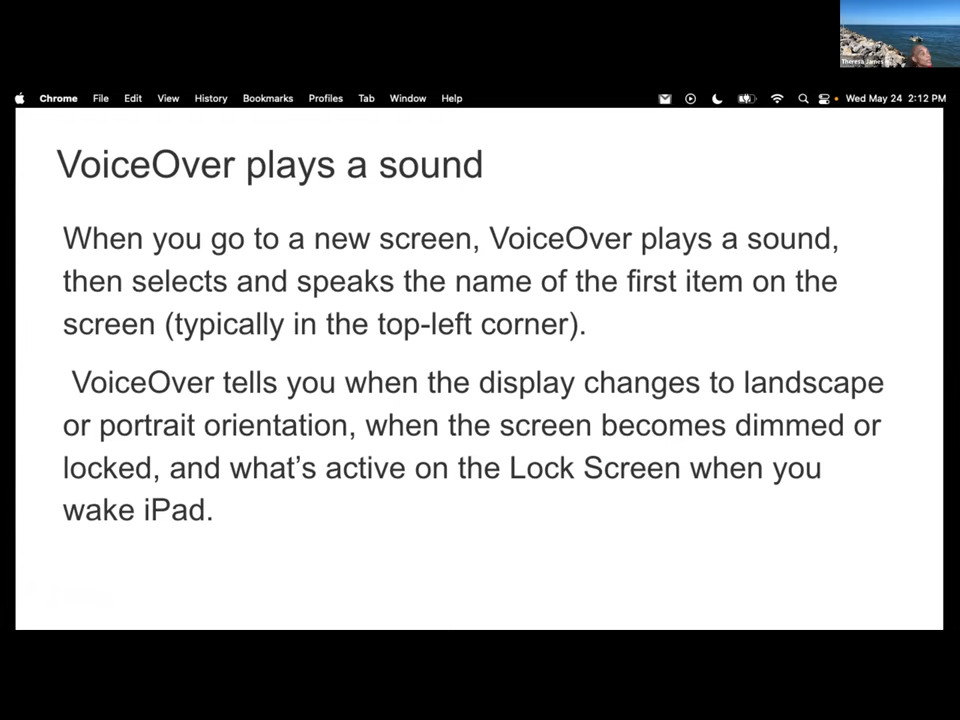 Theresa James
Chrome File Edit View History Bookmarks Profiles Tab Window Help Wed May 24 2:12 PM
VoiceOver plays a sound
When you go to a new screen, VoiceOver plays a sound,
then selects and speaks the name of the first item on the
screen (typically in the top-left corner).
VoiceOver tells you when the display changes to landscape
or portrait orientation, when the screen becomes dimmed or
locked, and what’s active on the Lock Screen when you
wake iPad.